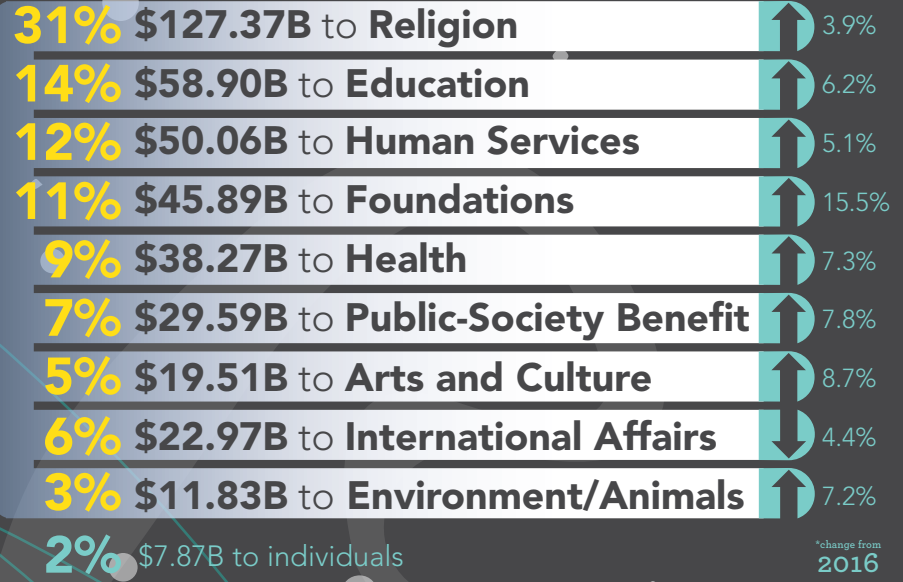 31% $127.37B to Religion 3.9%
14% $58.90B to Education 6.2%
12% $50.06B to Human Services 5.1%
11% $45.89B to Foundations 15.5%
9% $38.27B to Health 7.3%
7% $29.59B to Public-Society Benefit 7.8%
5% $19.51B to Arts and Culture 8.7%
6% $22.97B to International Affairs 4.4%
3% $11.83B to Environment/Animals 7.2%
2% $7.87B to individuals
*change from
2016